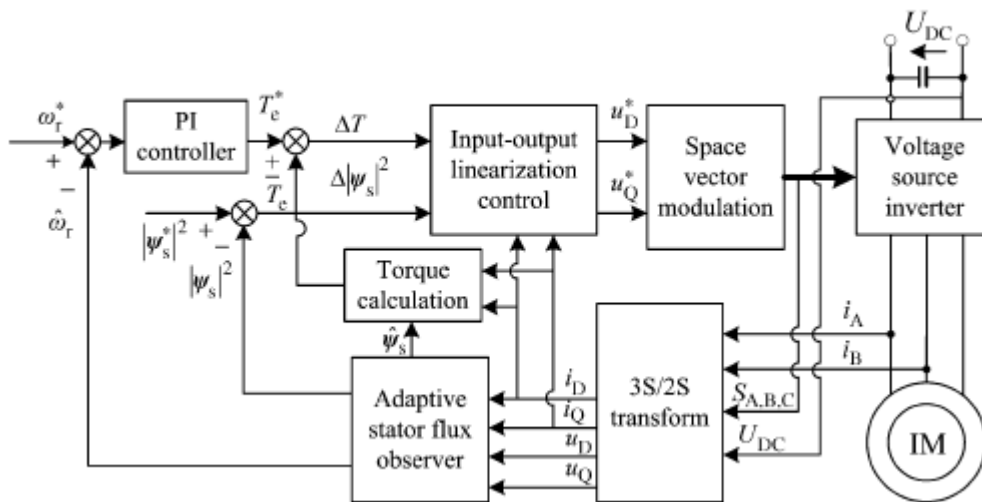 U_DC
ω_r^*
+
−
ω̂_r
PI
controller
T_e^*
+
−
T_e
ΔT
Δ|ψ_s|^2
|ψ_s^*|^2
+
−
|ψ_s|^2
Input-output
linearization
control
u_D^*
u_Q^*
Space
vector
modulation
Voltage
source
inverter
Torque
calculation
ψ̂_s
Adaptive
stator flux
observer
i_D
i_Q
u_D
u_Q
3S/2S
transform
i_A
i_B
S_A,B,C
U_DC
IM